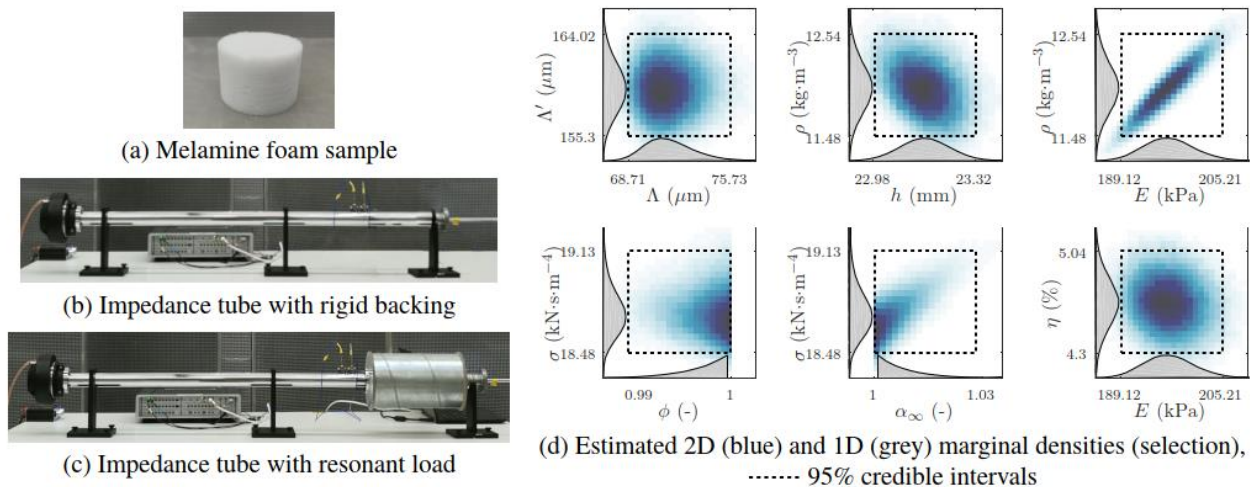 (a) Melamine foam sample
(b) Impedance tube with rigid backing
(c) Impedance tube with resonant load
164.02
Λ′ (μm)
155.3
68.71 75.73
Λ (μm)
12.54
ρ (kg·m⁻³)
11.48
22.98 23.32
h (mm)
12.54
ρ (kg·m⁻³)
11.48
189.12 205.21
E (kPa)
19.13
σ (kN·s·m⁻⁴)
18.48
0.99 1
ϕ (-)
19.13
σ (kN·s·m⁻⁴)
18.48
1 1.03
α∞ (-)
5.04
η (%)
4.3
189.12 205.21
E (kPa)
(d) Estimated 2D (blue) and 1D (grey) marginal densities (selection),
95% credible intervals